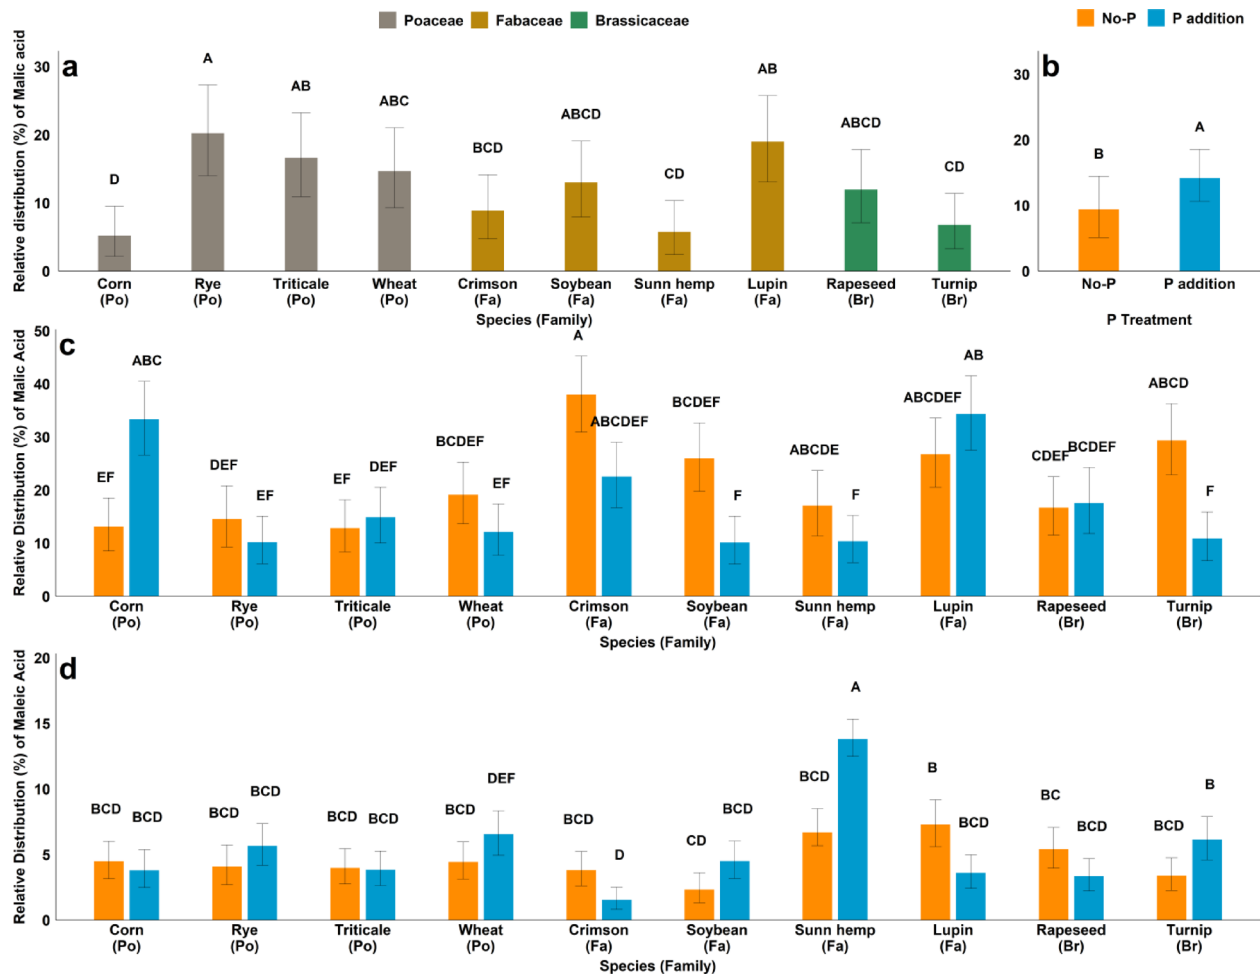 Poaceae Fabaceae Brassicaceae
No-P P addition
a
Relative distribution (%) of Malic acid
30
20
10
0
D
A
AB
ABC
BCD
ABCD
CD
AB
ABCD
CD
Corn Rye Triticale Wheat Crimson Soybean Sunn hemp Lupin Rapeseed Turnip
(Po) (Po) (Po) (Po) (Fa) (Fa) (Fa) (Fa) (Br) (Br)
Species (Family)
b
30
20
10
0
B
A
No-P P addition
P Treatment
c
Relative Distribution (%) of Malic Acid
50
40
30
20
10
0
EF ABC
DEF EF
EF DEF
BCDEF EF
A ABCDEF
BCDEF F
ABCDE F
ABCDEF AB
CDEF BCDEF
ABCD F
Corn Rye Triticale Wheat Crimson Soybean Sunn hemp Lupin Rapeseed Turnip
(Po) (Po) (Po) (Po) (Fa) (Fa) (Fa) (Fa) (Br) (Br)
Species (Family)
d
Relative Distribution (%) of Maleic Acid
20
15
10
5
0
BCD BCD
BCD BCD
BCD BCD
BCD DEF
BCD D
CD BCD
BCD A
B BCD
BC BCD
BCD B
Corn Rye Triticale Wheat Crimson Soybean Sunn hemp Lupin Rapeseed Turnip
(Po) (Po) (Po) (Po) (Fa) (Fa) (Fa) (Fa) (Br) (Br)
Species (Family)